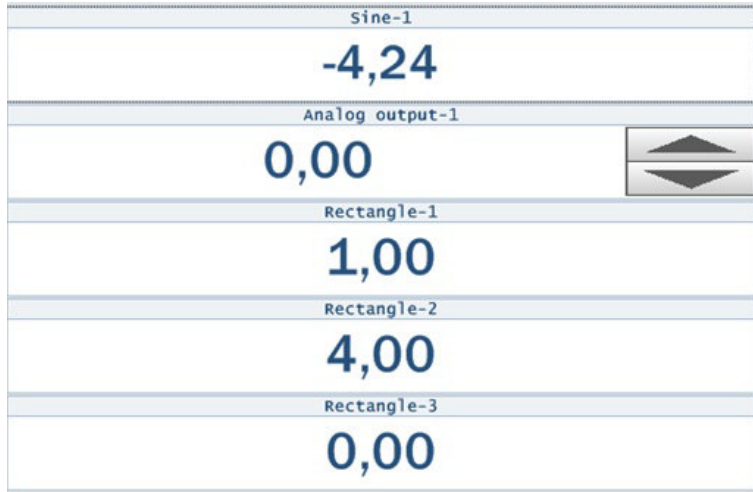 Sine-1
-4,24
Analog output-1
0,00
Rectangle-1
1,00
Rectangle-2
4,00
Rectangle-3
0,00